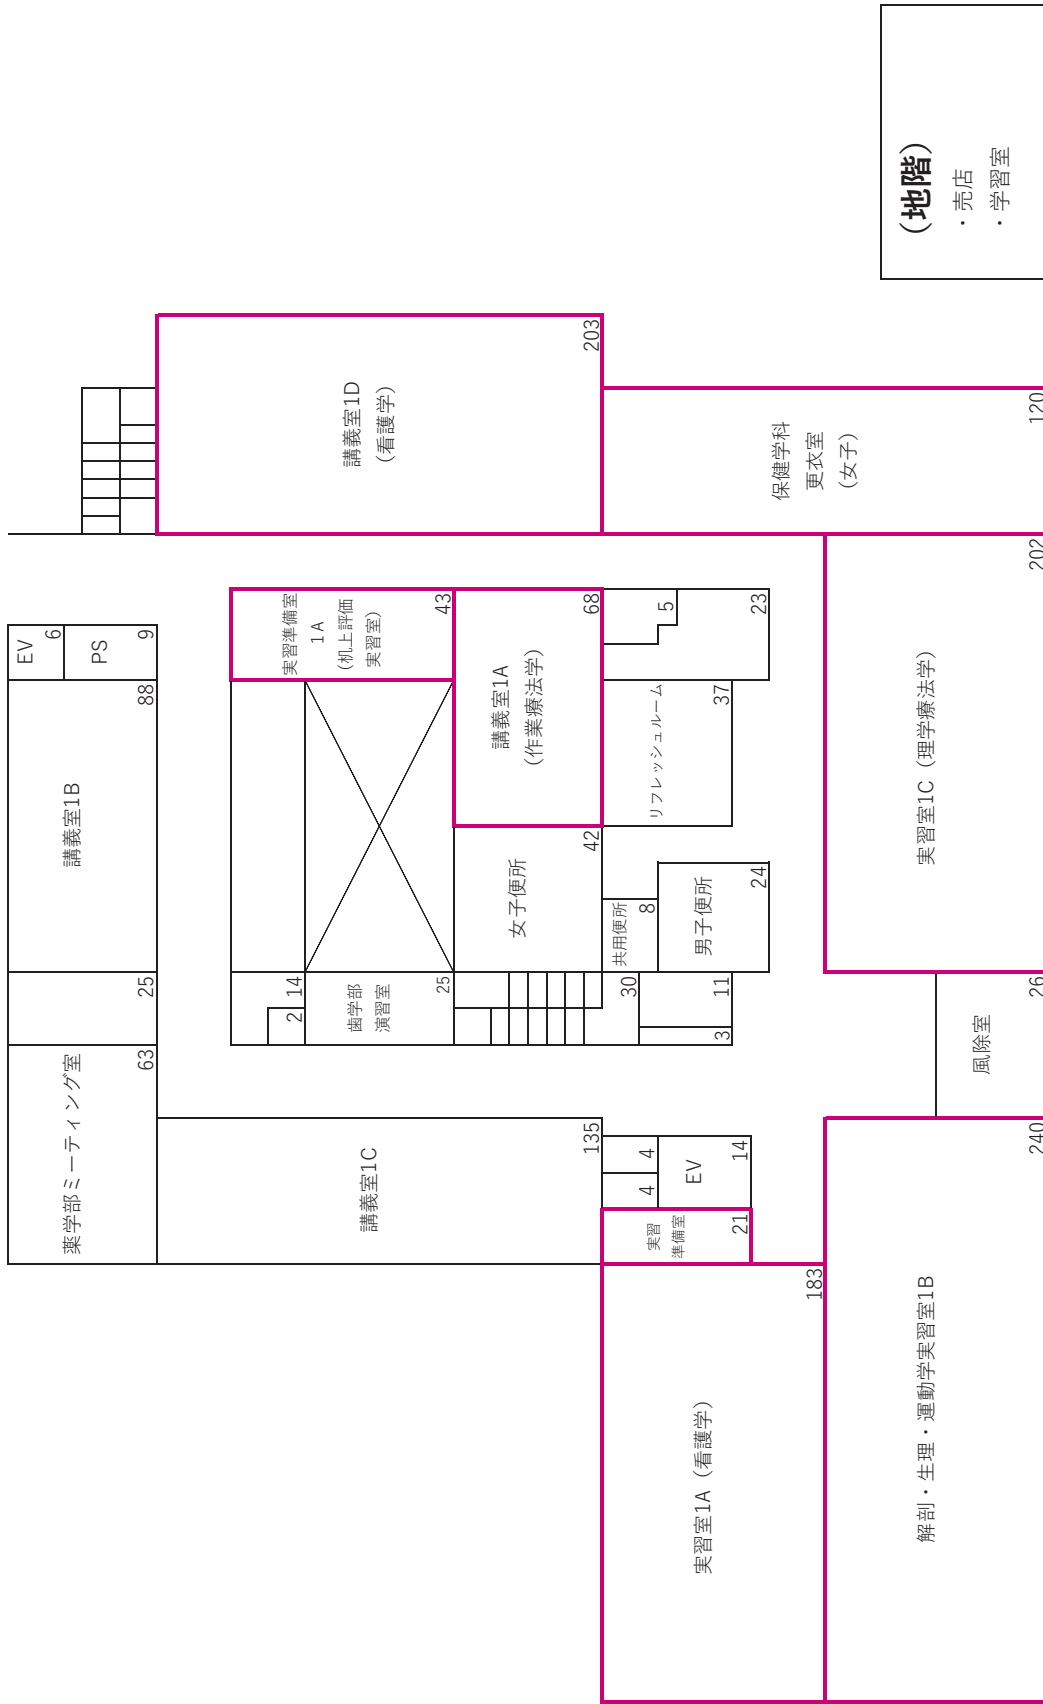 薬学部ミーティング室
63
25
講義室1B
88
EV
6
PS
9
講義室1C
135
2
14
歯学部
演習室
25
実習準備室
1A
(机上評価
実習室)
43
講義室1A
(作業療法学)
68
女子便所
42
講義室1D
(看護学)
203
実習室1A (看護学)
183
実習
準備室
21
4
4
EV
14
30
3
11
共用便所
8
男子便所
24
リフレッシュルーム
37
5
23
保健学科
更衣室
(女子)
120
解剖・生理・運動学実習室1B
240
風除室
26
実習室1C (理学療法学)
202
(地階)
・売店
・学習室